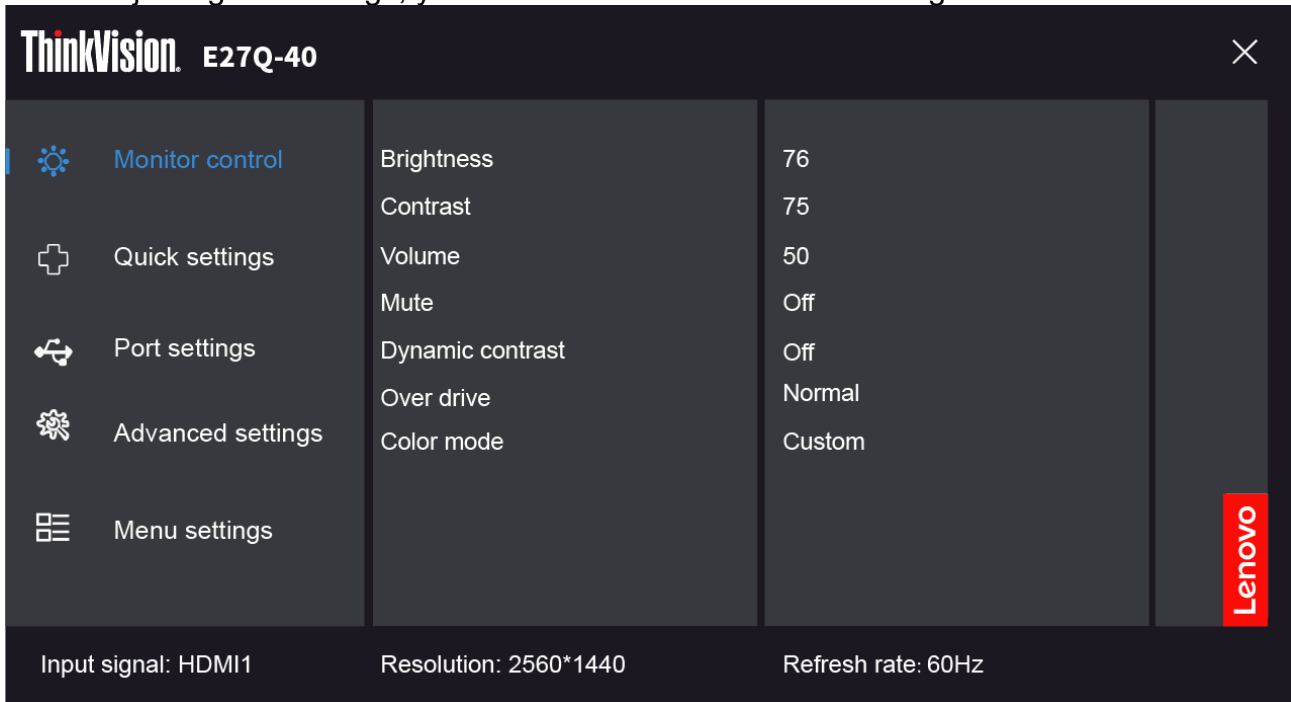 ThinkVision. E27Q-40
Monitor control
Brightness 76
Contrast 75
Quick settings
Volume 50
Mute Off
Port settings
Dynamic contrast Off
Over drive Normal
Advanced settings
Color mode Custom
Menu settings
Lenovo
Input signal: HDMI1 Resolution: 2560*1440 Refresh rate: 60Hz